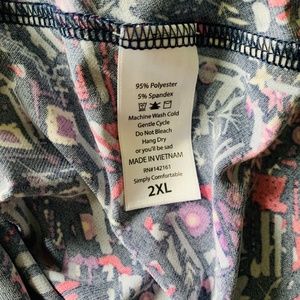 95% Polyester
5% Spandex
Machine Wash Cold
Gentle Cycle
Do Not Bleach
Hang Dry
or you'll be sad
MADE IN VIETNAM
RN#142161
Simply Comfortable
2XL